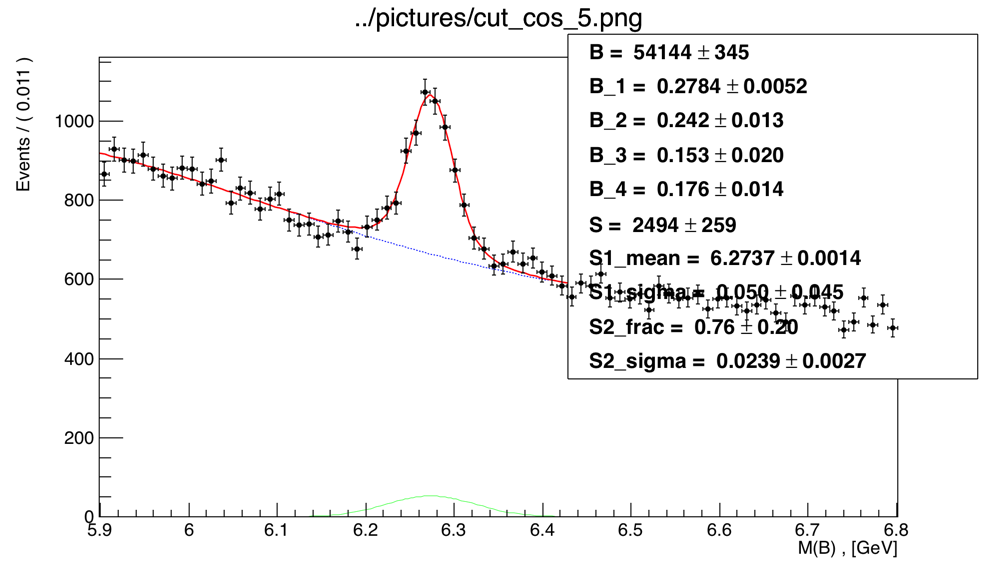 ../pictures/cut_cos_5.png
B = 54144 ± 345
B_1 = 0.2784 ± 0.0052
B_2 = 0.242 ± 0.013
B_3 = 0.153 ± 0.020
B_4 = 0.176 ± 0.014
S = 2494 ± 259
S1_mean = 6.2737 ± 0.0014
S1_sigma = 0.050 ± 0.045
S2_frac = 0.76 ± 0.20
S2_sigma = 0.0239 ± 0.0027
Events / ( 0.011 )
1000
800
600
400
200
0
5.9 6 6.1 6.2 6.3 6.4 6.5 6.6 6.7 6.8
M(B) , [GeV]